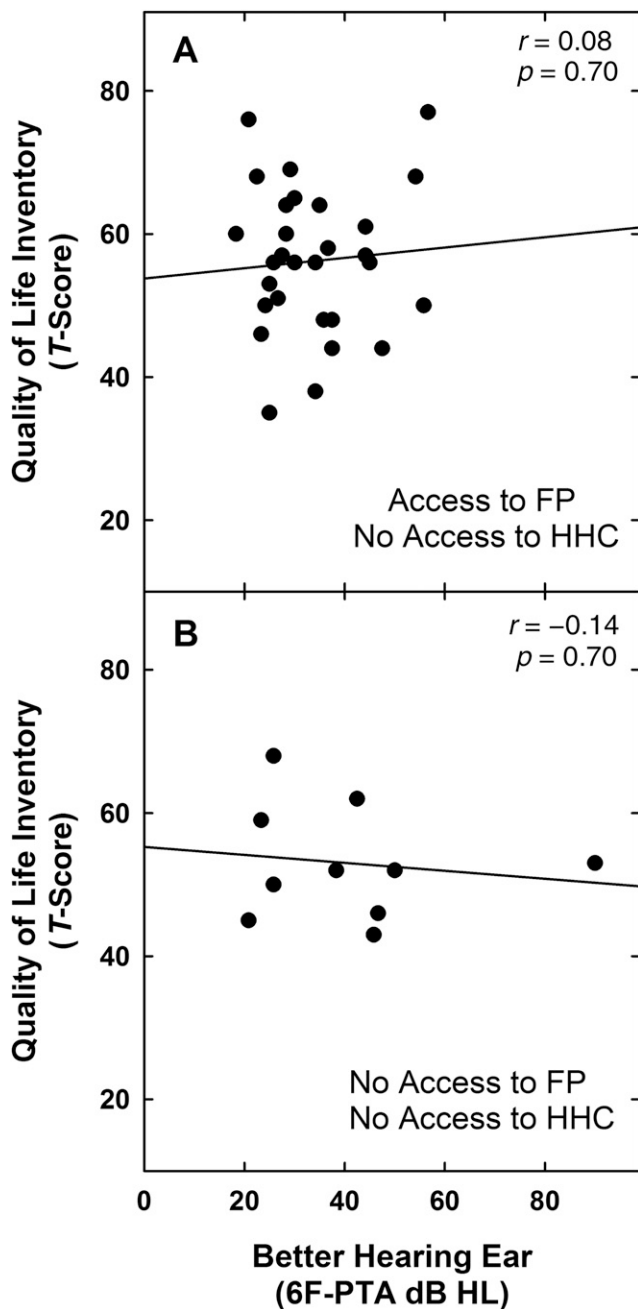 A
r = 0.08
p = 0.70
Quality of Life Inventory
(T-Score)
80
60
40
20
Access to FP
No Access to HHC
B
r = −0.14
p = 0.70
Quality of Life Inventory
(T-Score)
80
60
40
20
No Access to FP
No Access to HHC
0 20 40 60 80
Better Hearing Ear
(6F-PTA dB HL)